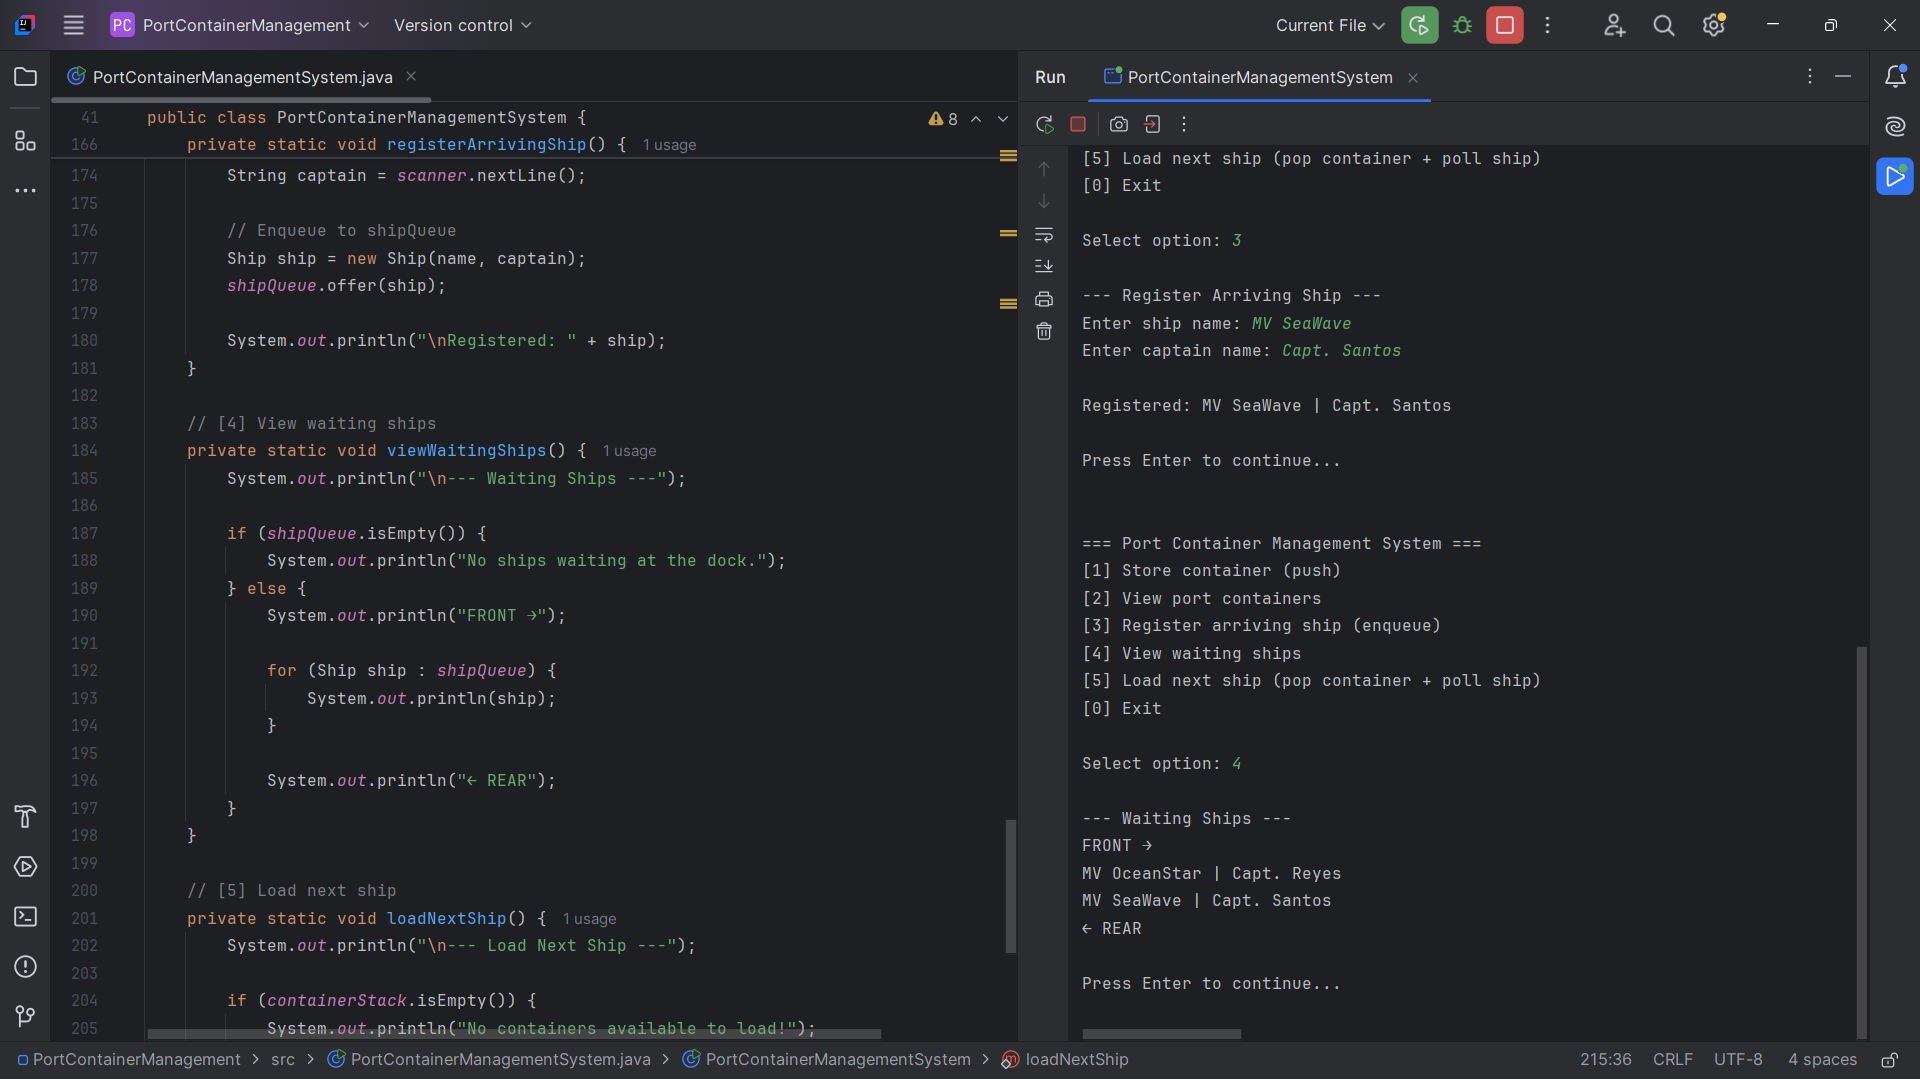 PC PortContainerManagement Version control Current File
PortContainerManagementSystem.java
41 public class PortContainerManagementSystem { 8
166 private static void registerArrivingShip() { 1 usage
174 String captain = scanner.nextLine();
175
176 // Enqueue to shipQueue
177 Ship ship = new Ship(name, captain);
178 shipQueue.offer(ship);
179
180 System.out.println("\nRegistered: " + ship);
181 }
182
183 // [4] View waiting ships
184 private static void viewWaitingShips() { 1 usage
185 System.out.println("\n--- Waiting Ships ---");
186
187 if (shipQueue.isEmpty()) {
188 System.out.println("No ships waiting at the dock.");
189 } else {
190 System.out.println("FRONT →");
191
192 for (Ship ship : shipQueue) {
193 System.out.println(ship);
194 }
195
196 System.out.println("← REAR");
197 }
198 }
199
200 // [5] Load next ship
201 private static void loadNextShip() { 1 usage
202 System.out.println("\n--- Load Next Ship ---");
203
204 if (containerStack.isEmpty()) {
205 System.out.println("No containers available to load!");
Run PortContainerManagementSystem
[5] Load next ship (pop container + poll ship)
[0] Exit
Select option: 3
--- Register Arriving Ship ---
Enter ship name: MV SeaWave
Enter captain name: Capt. Santos
Registered: MV SeaWave | Capt. Santos
Press Enter to continue...
=== Port Container Management System ===
[1] Store container (push)
[2] View port containers
[3] Register arriving ship (enqueue)
[4] View waiting ships
[5] Load next ship (pop container + poll ship)
[0] Exit
Select option: 4
--- Waiting Ships ---
FRONT →
MV OceanStar | Capt. Reyes
MV SeaWave | Capt. Santos
← REAR
Press Enter to continue...
PortContainerManagement > src > PortContainerManagementSystem.java > PortContainerManagementSystem > loadNextShip 215:36 CRLF UTF-8 4 spaces